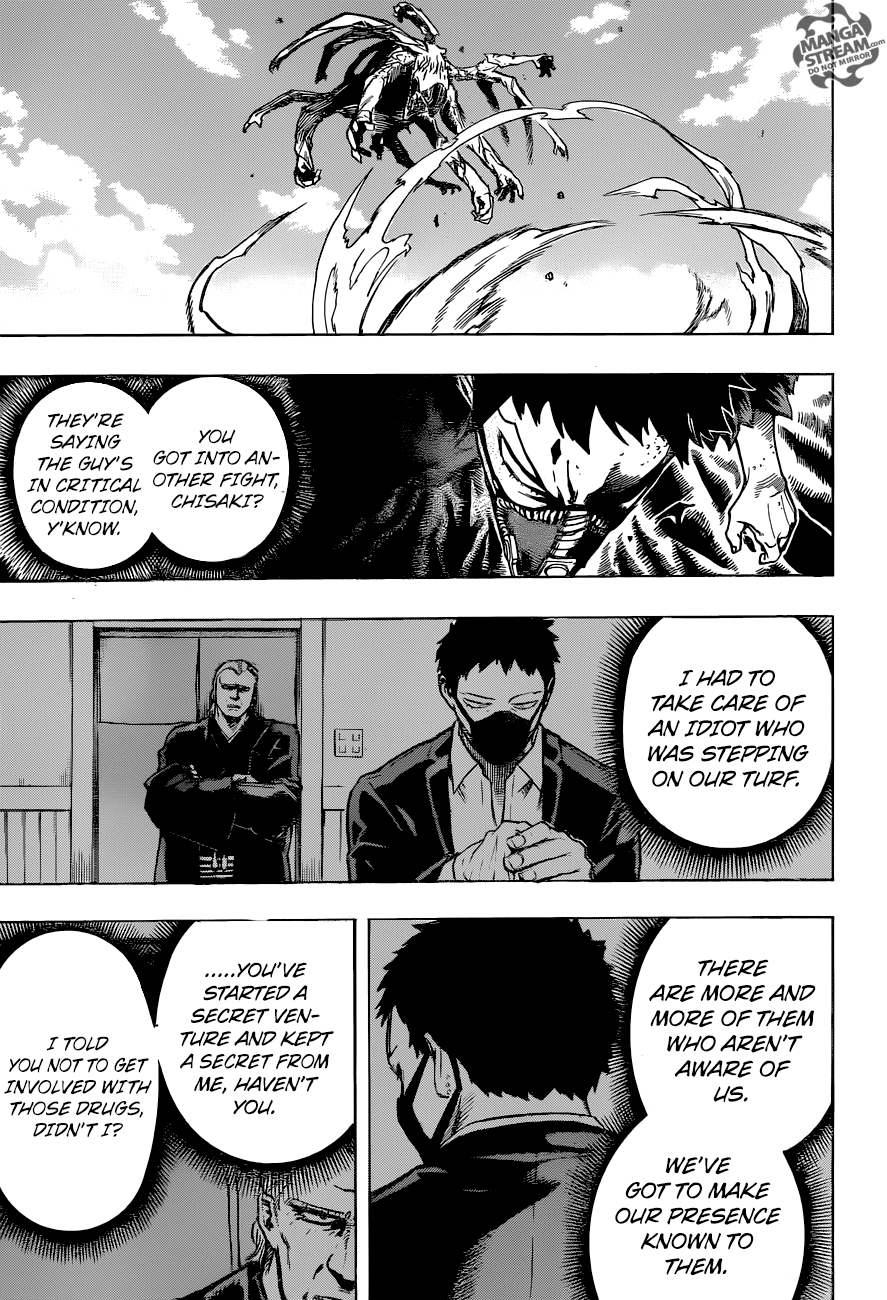 MANGA
STREAM.com
DO NOT MIRROR
YOU
GOT INTO AN-
OTHER FIGHT,
CHISAKI?
THEY'RE
SAYING
THE GUY'S
IN CRITICAL
CONDITION,
Y'KNOW.
I HAD TO
TAKE CARE OF
AN IDIOT WHO
WAS STEPPING
ON OUR TURF.
THERE
ARE MORE AND
MORE OF THEM
WHO AREN'T
AWARE OF
US.
WE'VE
GOT TO MAKE
OUR PRESENCE
KNOWN TO
THEM.
.....YOU'VE
STARTED A
SECRET VEN-
TURE AND KEPT
A SECRET FROM
ME, HAVEN'T
YOU.
I TOLD
YOU NOT TO GET
INVOLVED WITH
THOSE DRUGS,
DIDN'T I?